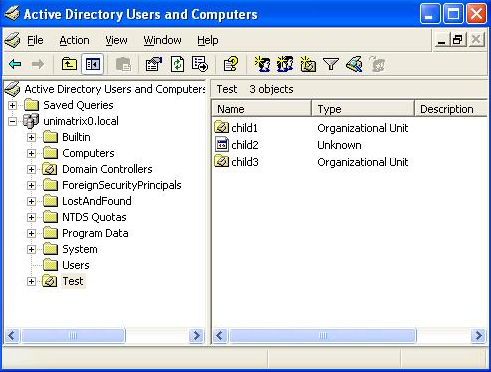 Active Directory Users and Computers
File Action View Window Help
Active Directory Users and Computers
Saved Queries
unimatrix0.local
Builtin
Computers
Domain Controllers
ForeignSecurityPrincipals
LostAndFound
NTDS Quotas
Program Data
System
Users
Test
Test 3 objects
Name Type Description
child1 Organizational Unit
child2 Unknown
child3 Organizational Unit